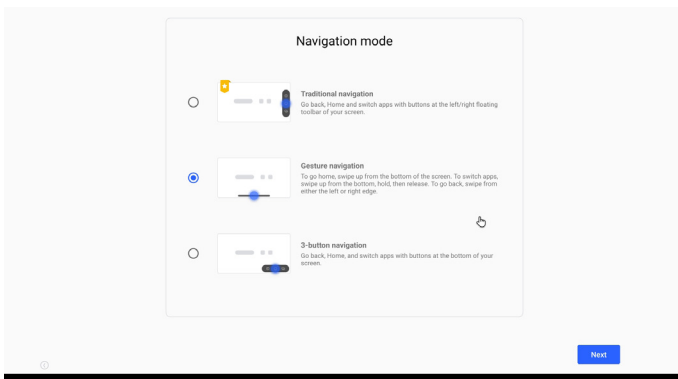 Navigation mode
Traditional navigation
Go back, Home and switch apps with buttons at the left/right floating
toolbar of your screen.
Gesture navigation
To go home, swipe up from the bottom of the screen. To switch apps,
swipe up from the bottom, hold, then release. To go back, swipe from
either the left or right edge.
3-button navigation
Go back, Home, and switch apps with buttons at the bottom of your
screen.
Next